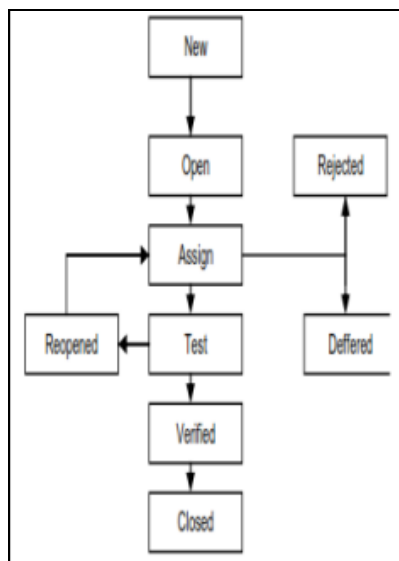 New
Open
Rejected
Assign
Reopened
Test
Deffered
Verified
Closed